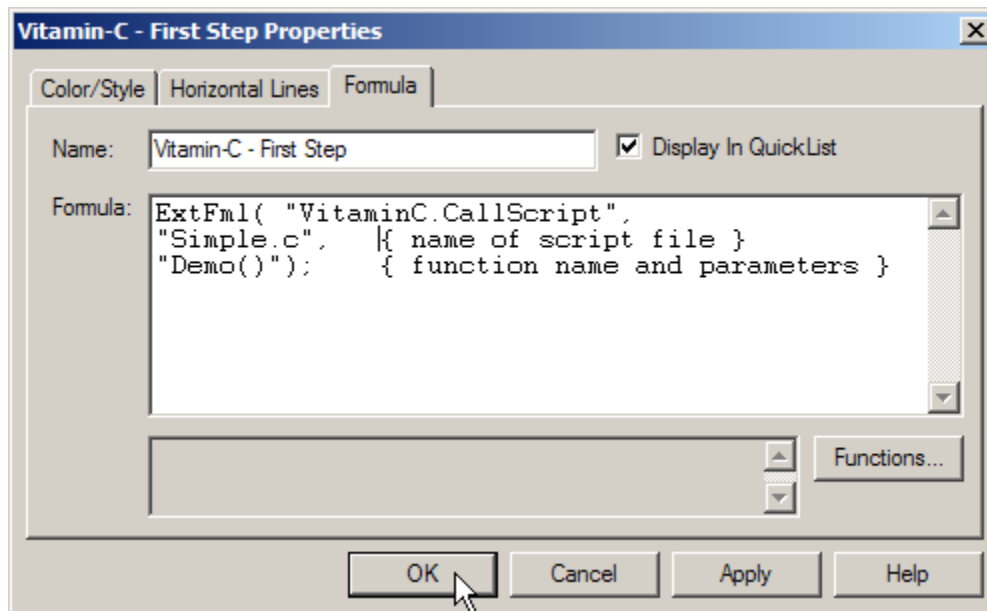 Vitamin-C - First Step Properties
Color/Style Horizontal Lines Formula
Name: Vitamin-C - First Step Display In QuickList
Formula: ExtFml( "VitaminC.CallScript",
"Simple.c", { name of script file }
"Demo()"); { function name and parameters }
Functions...
OK Cancel Apply Help